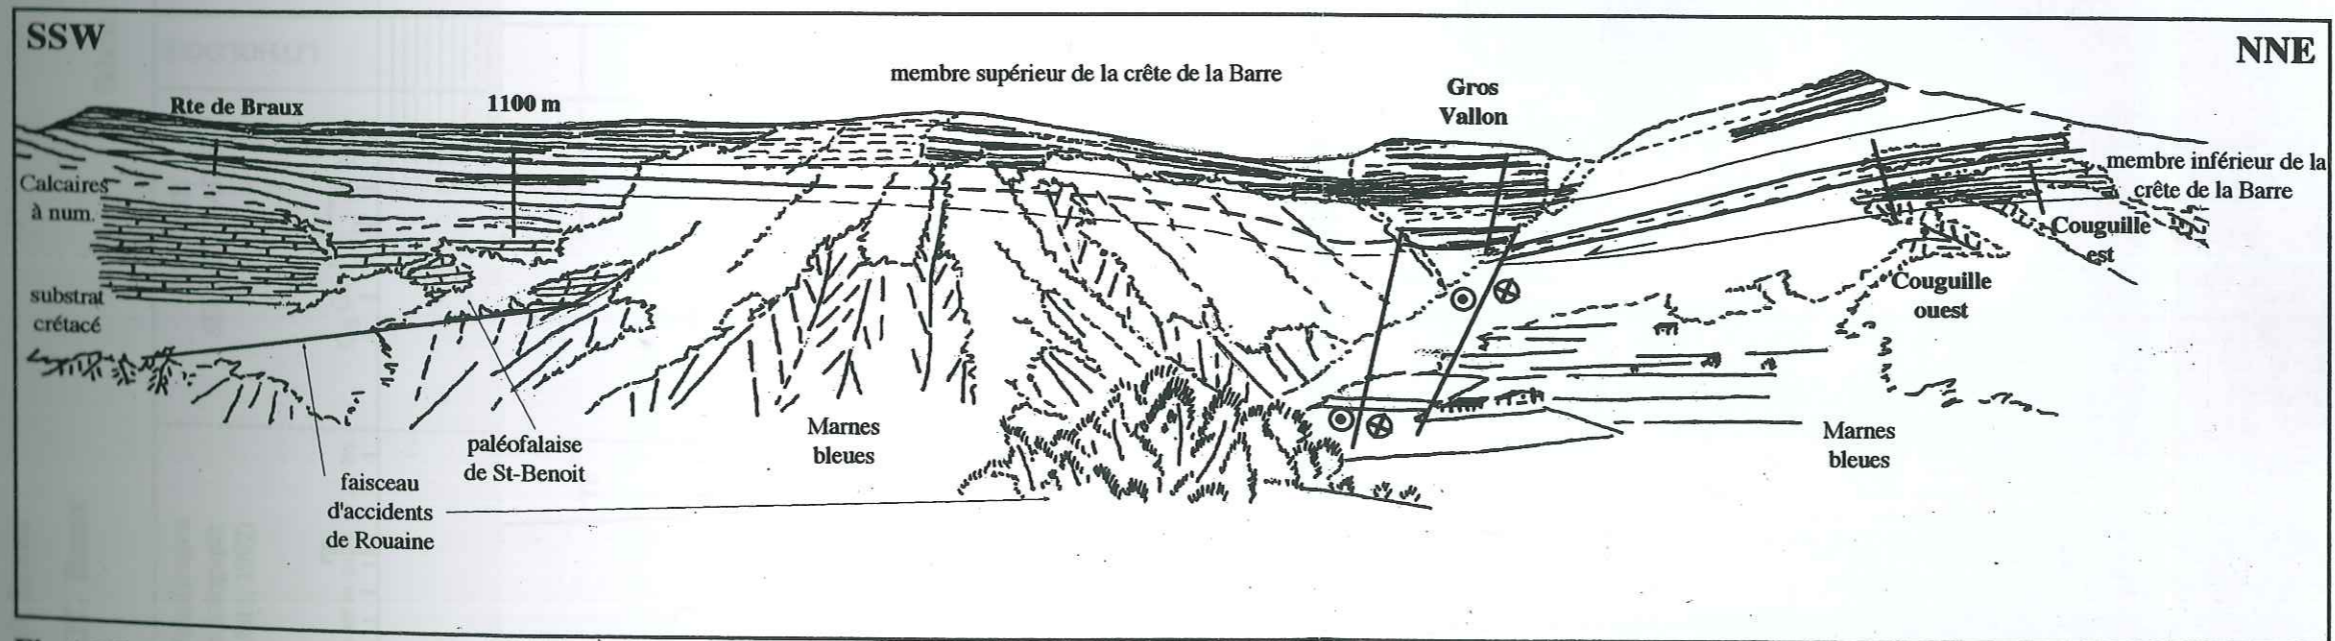 SSW
NNE
membre supérieur de la crête de la Barre
Rte de Braux
1100 m
Gros
Vallon
Calcaires
à num.
membre inférieur de la
crête de la Barre
Couguille
est
Couguille
ouest
substrat
crétacé
Marnes
bleues
Marnes
bleues
paléofalaise
de St-Benoit
faisceau
d'accidents
de Rouaine